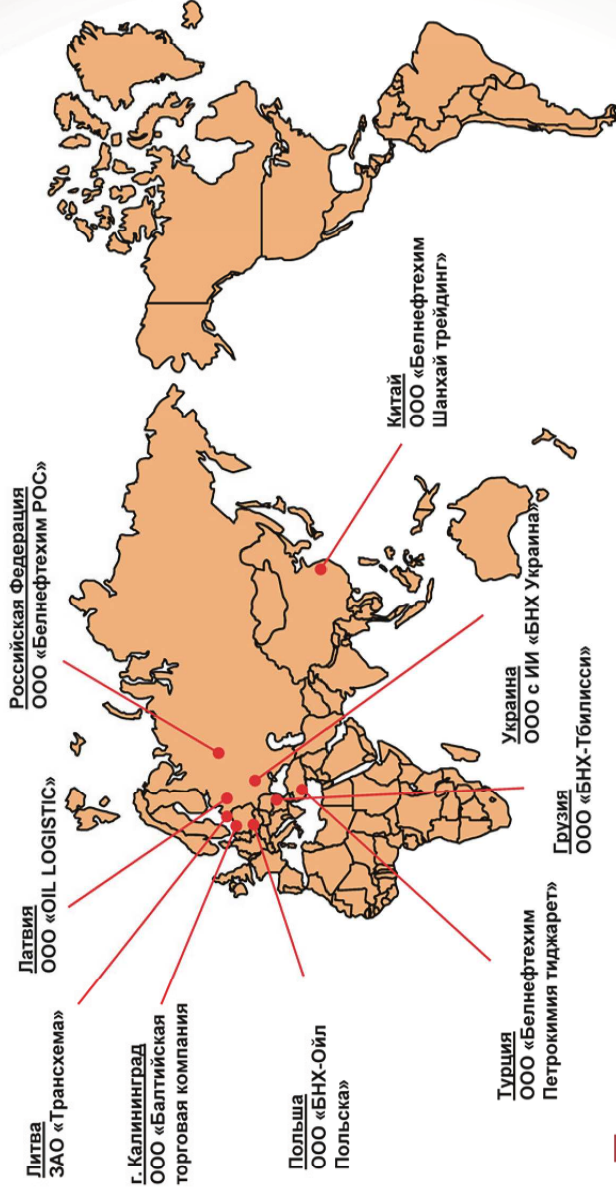 Российская Федерация
ООО «Белнефтехим РОС»
Латвия
ООО «OIL LOGISTIC»
Литва
ЗАО «Трансхема»
г. Калининград
ООО «Балтийская
торговая компания
Польша
ООО «БНХ-Ойл
Польска»
Турция
ООО «Белнефтехим
Петрокимия тиджарет»
Грузия
ООО «БНХ-Тбилисси»
Украина
ООО с ИИ «БНХ Украина»
Китай
ООО «Белнефтехим
Шанхай трейдинг»